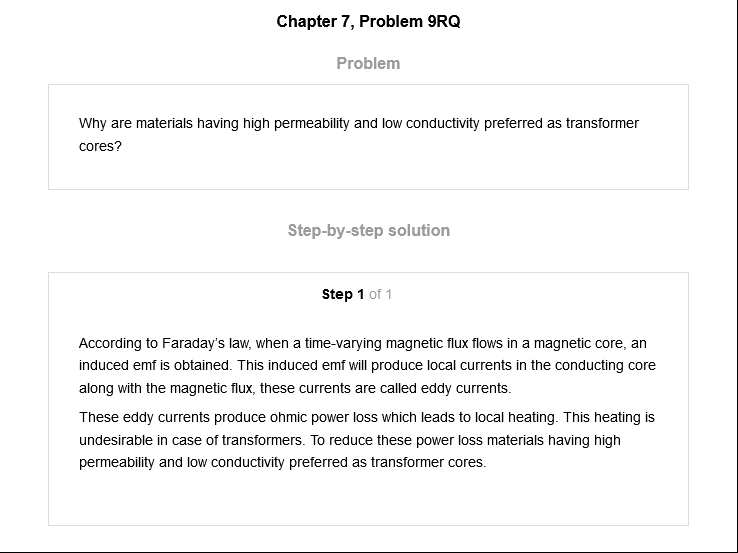 Chapter 7, Problem 9RQ
Problem
Why are materials having high permeability and low conductivity preferred as transformer
cores?
Step-by-step solution
Step 1 of 1
According to Faraday's law, when a time-varying magnetic flux flows in a magnetic core, an
induced emf is obtained. This induced emf will produce local currents in the conducting core
along with the magnetic flux, these currents are called eddy currents.
These eddy currents produce ohmic power loss which leads to local heating. This heating is
undesirable in case of transformers. To reduce these power loss materials having high
permeability and low conductivity preferred as transformer cores.